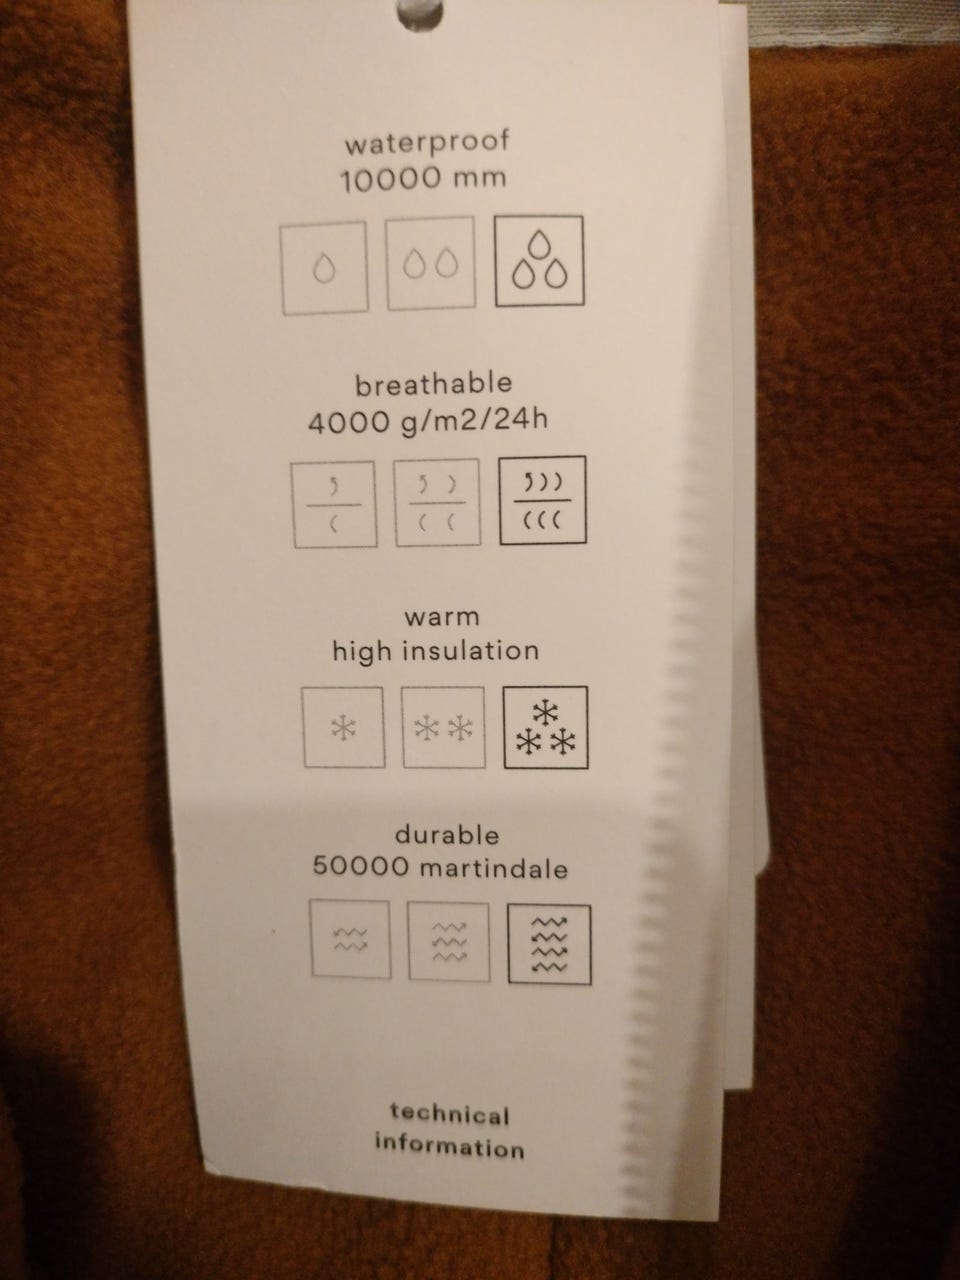 waterproof
10000 mm
breathable
4000 g/m2/24h
warm
high insulation
durable
50000 martindale
technical
information